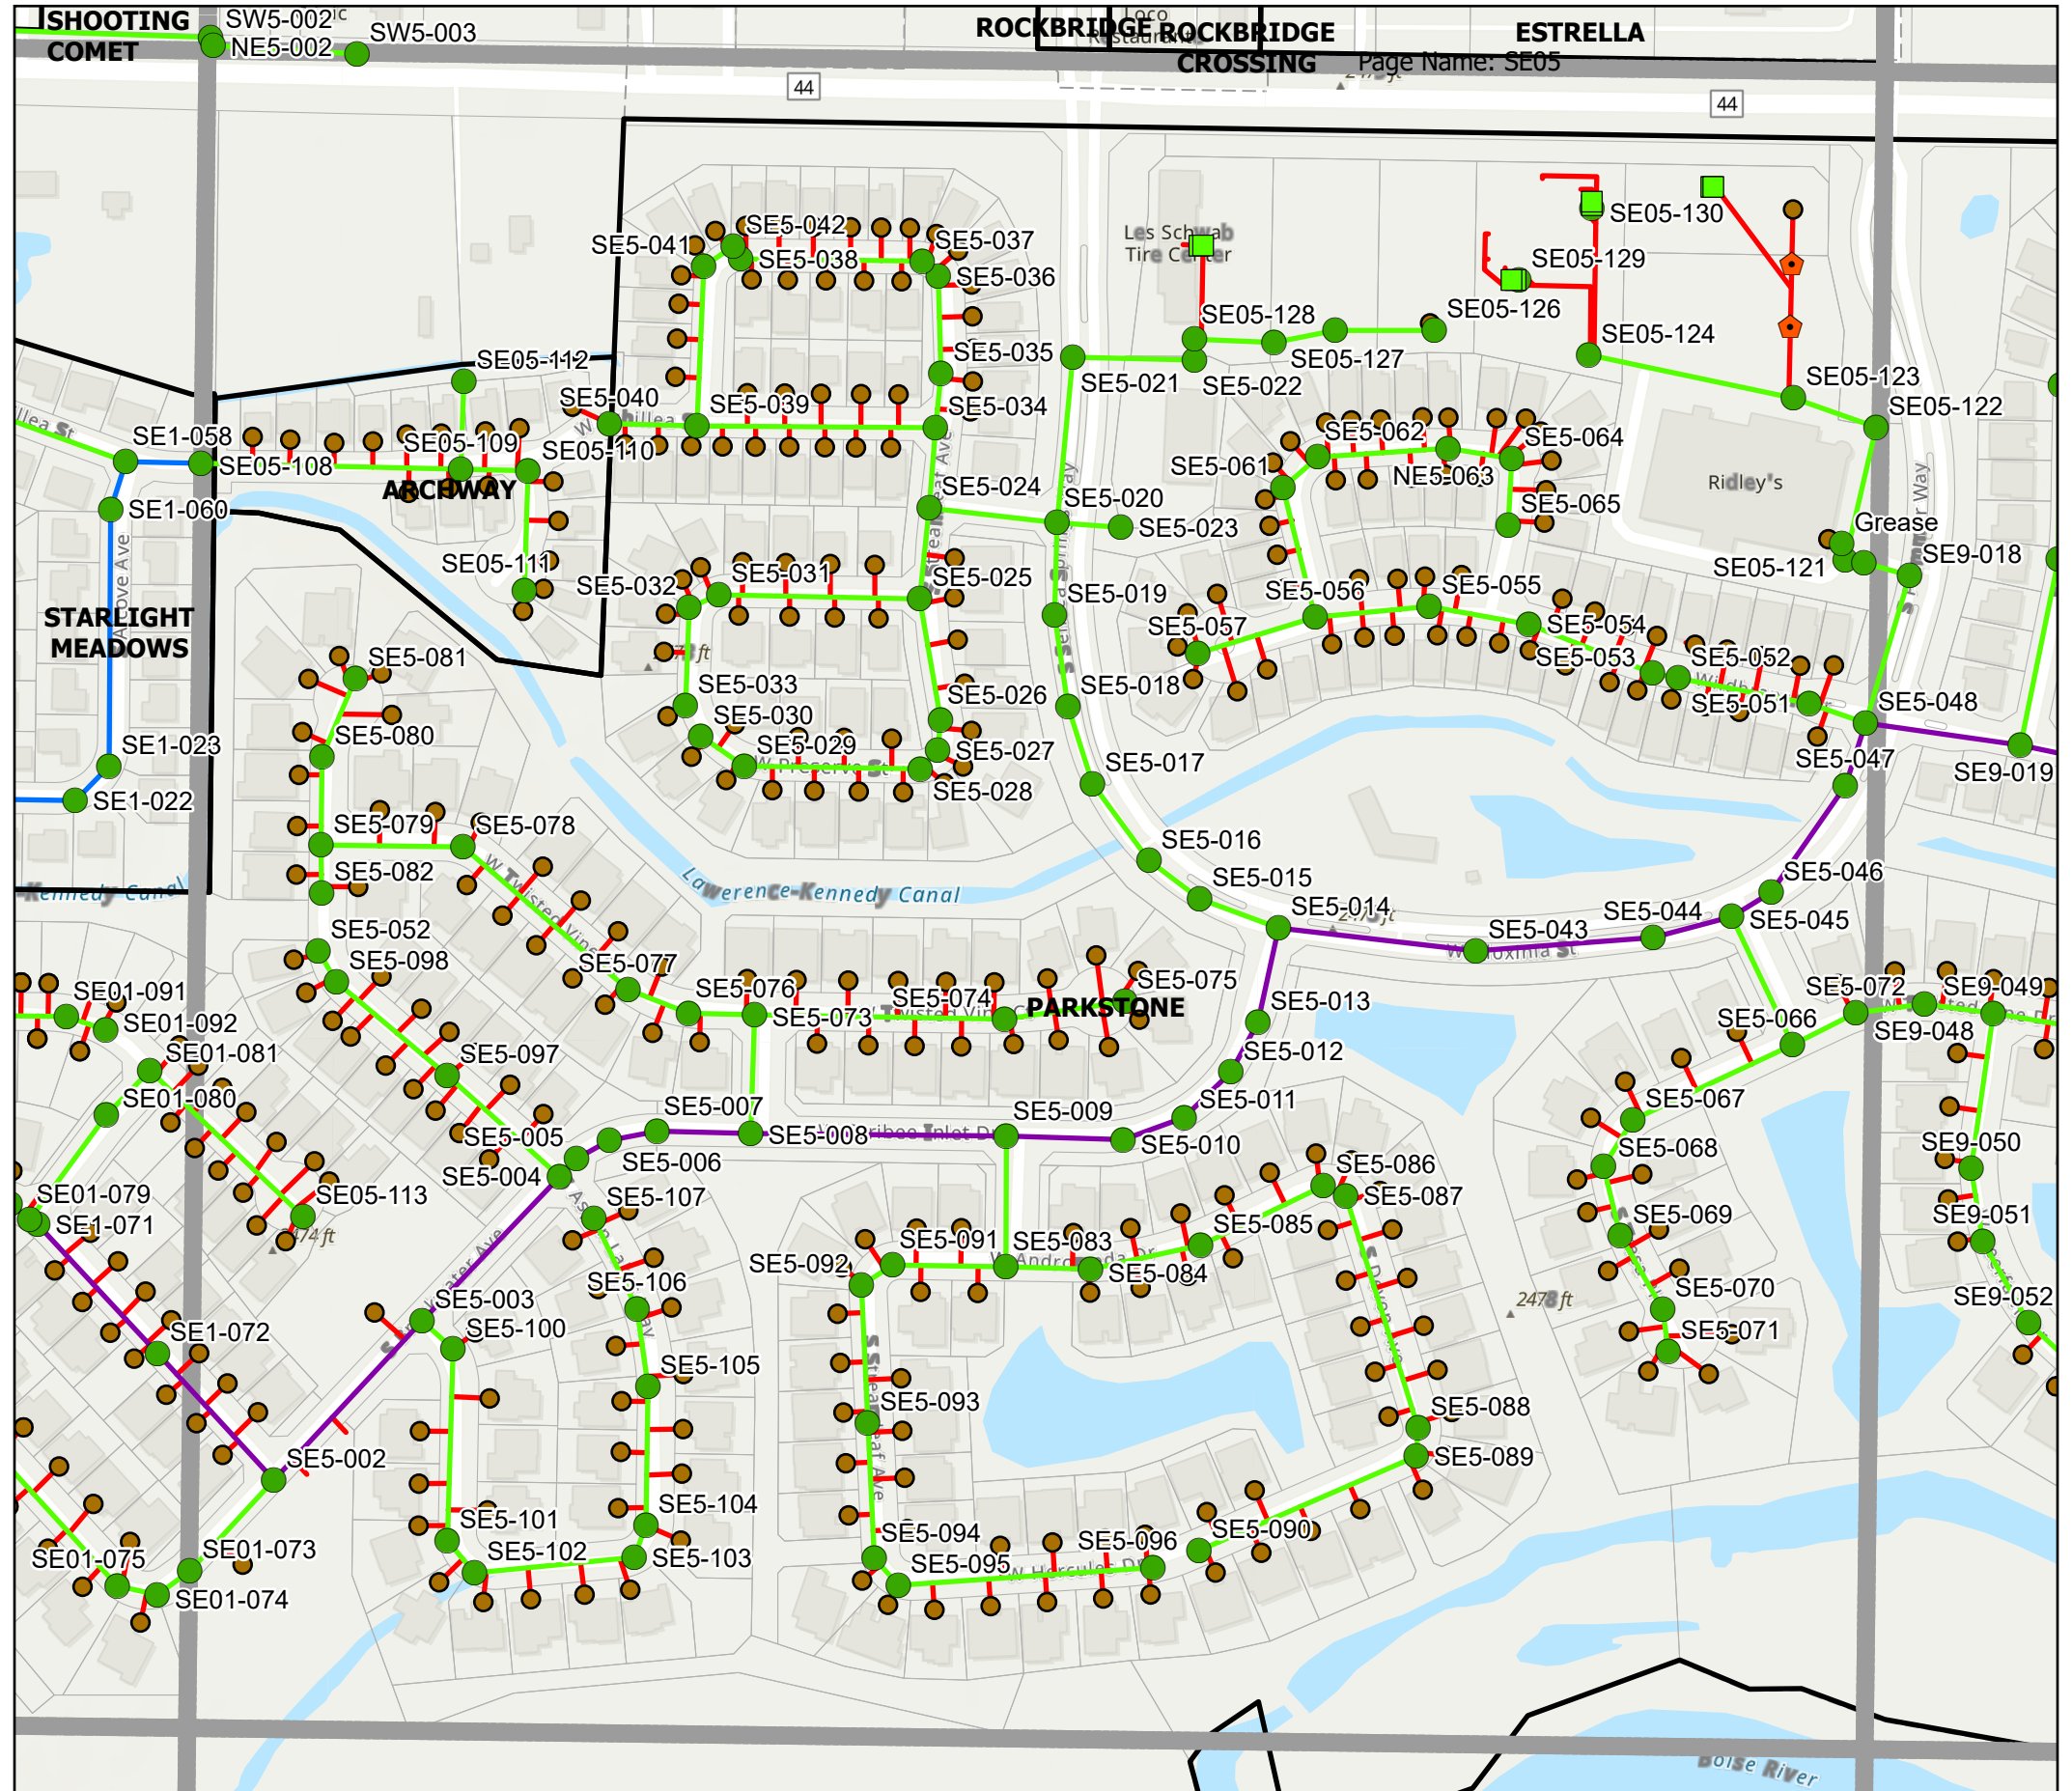 SHOOTING
COMET
SW5-002
NE5-002
SW5-003
ROCKBRIDGE
ROCKBRIDGE
CROSSING
ESTRELLA
Page Name: SE05
44
44
SE5-042
SE5-041
SE5-038
SE5-037
SE5-036
Les Schwab
Tire Center
SE05-130
SE05-129
SE05-128
SE05-126
SE05-124
SE05-127
SE5-035
SE05-112
SE5-021
SE5-022
SE05-123
SE05-122
SE5-040
SE5-039
SE5-034
SE1-058
SE05-108
SE05-109
SE05-110
ARCHWAY
SE5-062
SE5-064
SE5-061
NE5-063
Ridley's
SE5-065
SE1-060
SE5-024
SE5-020
SE5-023
Grease
SE9-018
SE05-121
SE05-111
SE5-032
SE5-031
SE5-025
SE5-019
SE5-056
SE5-055
SE5-057
SE5-054
SE5-053
SE5-052
SE5-051
STARLIGHT
MEADOWS
SE5-081
SE5-033
SE5-026
SE5-018
SE5-048
SE5-080
SE5-030
SE5-029
SE5-027
SE5-028
W Preserve St
SE5-017
SE5-047
SE9-019
SE1-023
SE1-022
SE5-079
SE5-078
SE5-082
SE5-016
SE5-015
SE5-014
SE5-046
SE5-045
SE5-044
SE5-043
Kennedy Canal
Lawerence-Kennedy Canal
W Twisted Vine
SE5-052
SE5-098
SE5-077
SE5-076
SE5-073
SE5-074
SE5-075
PARKSTONE
SE5-013
SE5-012
SE5-011
SE5-072
SE9-049
SE9-048
SE5-066
SE01-091
SE01-092
SE01-081
SE01-080
SE5-097
SE5-007
SE5-008
SE5-009
SE5-010
SE5-005
SE5-006
SE5-004
SE5-067
SE5-068
SE9-050
SE01-079
SE1-071
SE05-113
SE5-107
SE5-086
SE5-087
SE5-085
SE5-069
SE9-051
SE5-092
SE5-091
SE5-083
SE5-084
SE5-106
SE5-070
SE5-071
SE9-052
2478 ft
SE5-003
SE5-100
SE1-072
SE5-105
SE5-093
S Streamleaf Ave
SE5-088
SE5-089
SE5-002
SE5-101
SE5-104
SE5-102
SE5-103
SE5-094
SE5-095
SE5-096
SE5-090
W Hercules Dr
SE01-075
SE01-073
SE01-074
Boise River